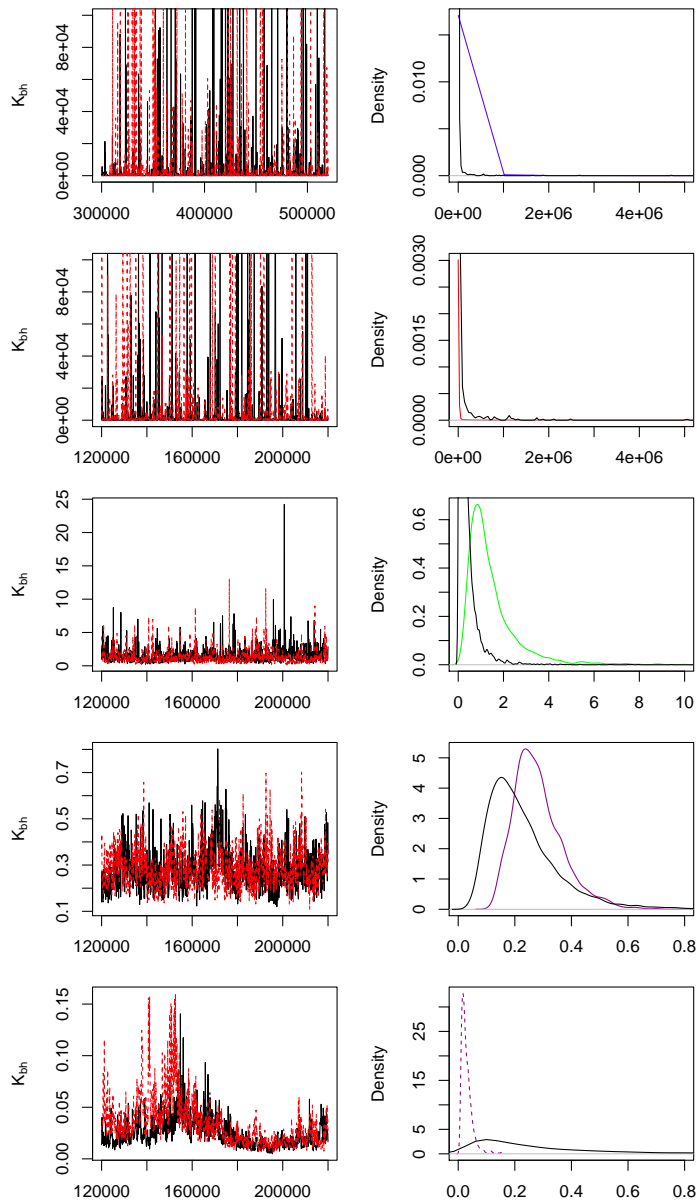 K_bh
0e+00 4e+04 8e+04
300000 400000 500000
Density
0.000 0.010
0e+00 2e+06 4e+06
K_bh
0e+00 4e+04 8e+04
120000 160000 200000
Density
0.0000 0.0015 0.0030
0e+00 2e+06 4e+06
K_bh
0 5 10 15 20 25
120000 160000 200000
Density
0.0 0.2 0.4 0.6
0 2 4 6 8 10
K_bh
0.1 0.3 0.5 0.7
120000 160000 200000
Density
0 1 2 3 4 5
0.0 0.2 0.4 0.6 0.8
K_bh
0.00 0.05 0.10 0.15
120000 160000 200000
Density
0 5 15 25
0.0 0.2 0.4 0.6 0.8